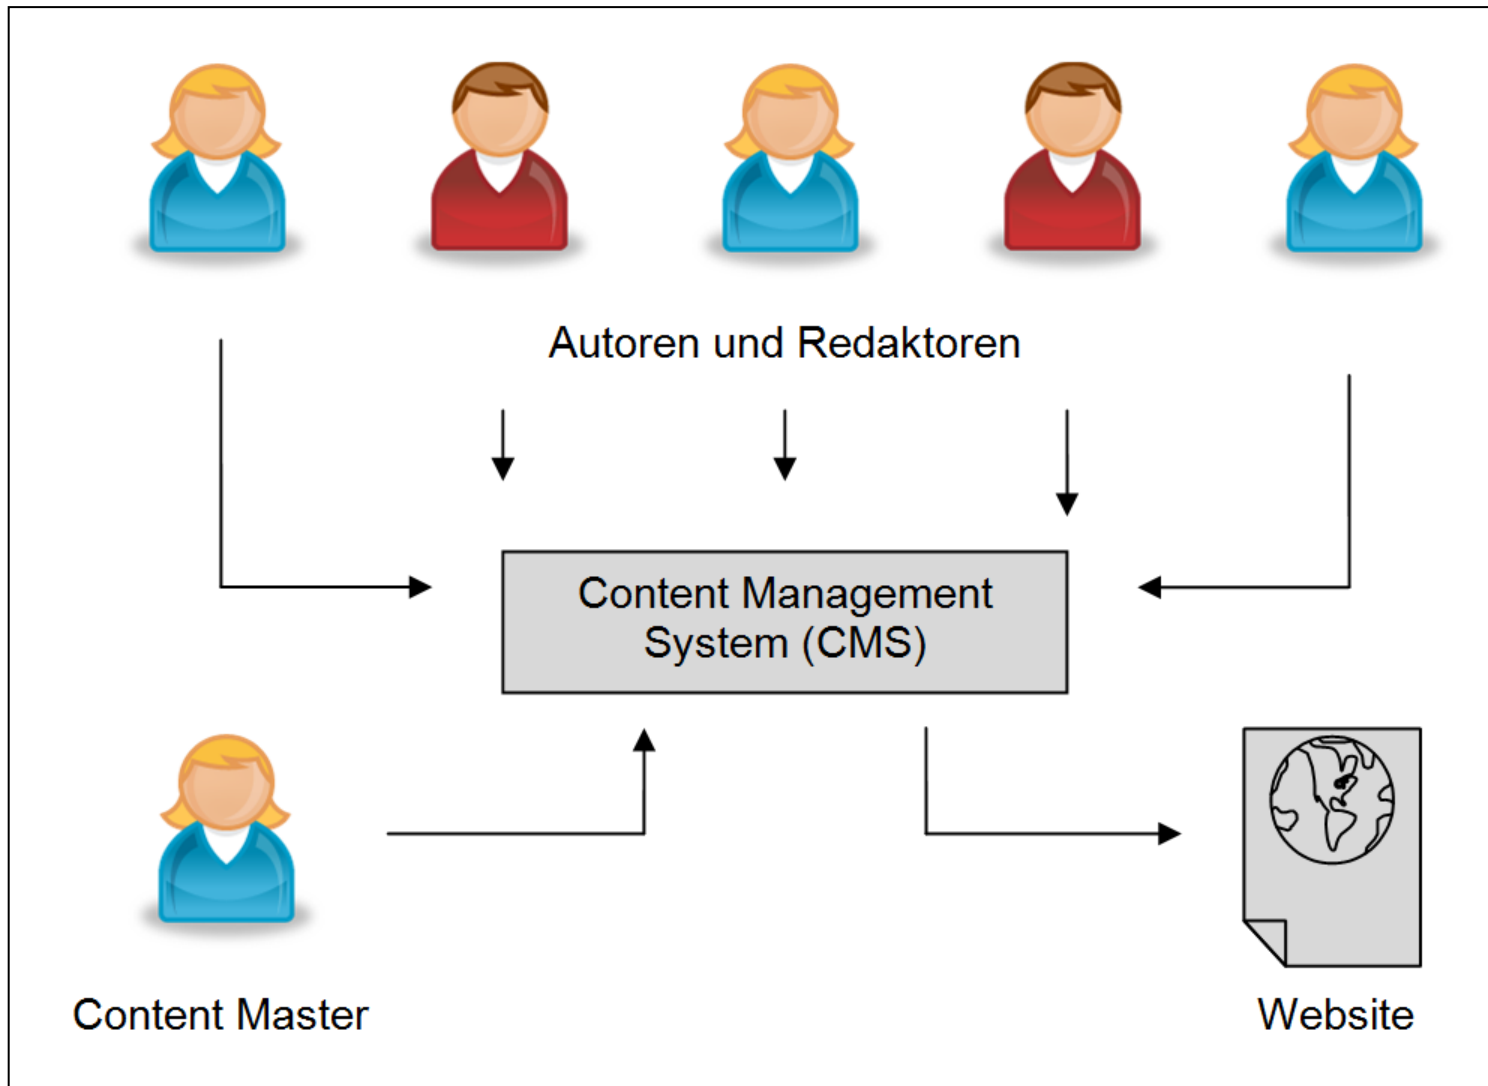 Autoren und Redaktoren
Content Management
System (CMS)
Content Master
Website